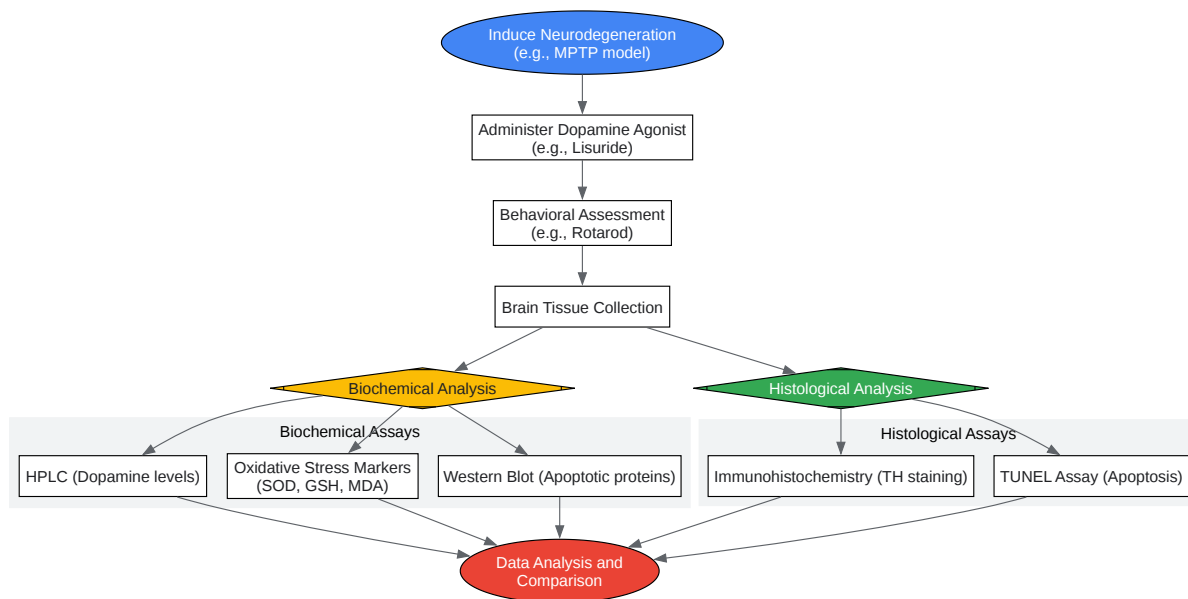 Induce Neurodegeneration
(e.g., MPTP model)
Administer Dopamine Agonist
(e.g., Lisuride)
Behavioral Assessment
(e.g., Rotarod)
Brain Tissue Collection
Biochemical Analysis
Histological Analysis
Biochemical Assays
Histological Assays
HPLC (Dopamine levels)
Oxidative Stress Markers
(SOD, GSH, MDA)
Western Blot (Apoptotic proteins)
Immunohistochemistry (TH staining)
TUNEL Assay (Apoptosis)
Data Analysis and
Comparison